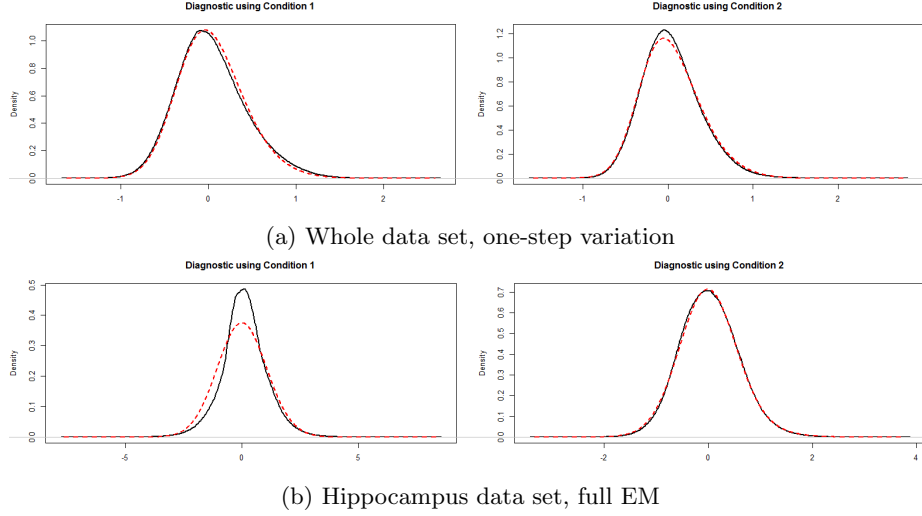 Diagnostic using Condition 1
Diagnostic using Condition 2
Density
0.0 0.2 0.4 0.6 0.8 1.0
-1 0 1 2
Density
0.0 0.2 0.4 0.6 0.8 1.0 1.2
-1 0 1 2
(a) Whole data set, one-step variation
Diagnostic using Condition 1
Diagnostic using Condition 2
Density
0.0 0.1 0.2 0.3 0.4 0.5
-5 0 5
Density
0.0 0.1 0.2 0.3 0.4 0.5 0.6 0.7
-2 0 2 4
(b) Hippocampus data set, full EM